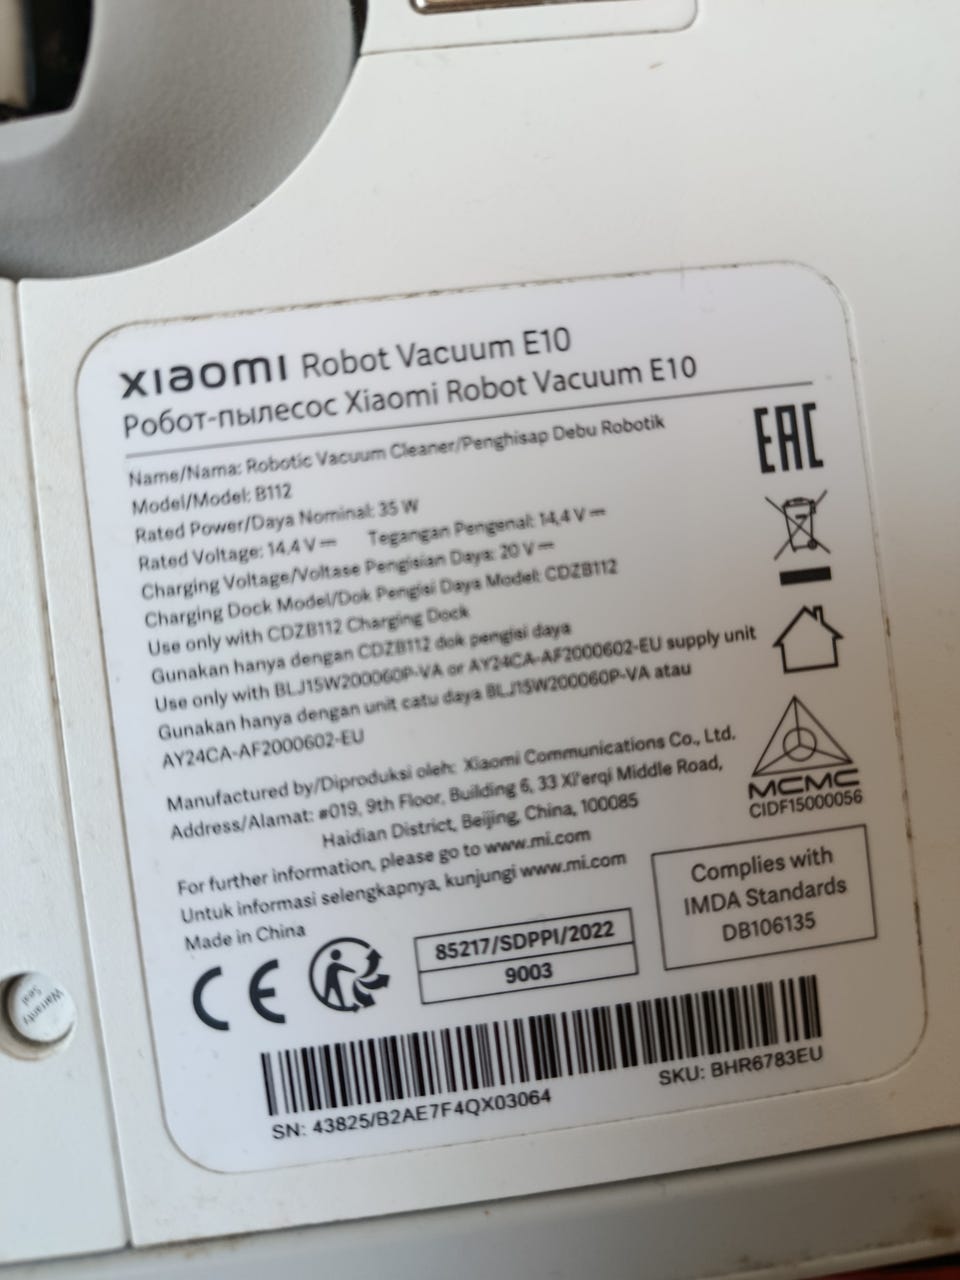 xiaomi Robot Vacuum E10
Робот-пылесос Xiaomi Robot Vacuum E10
Name/Nama: Robotic Vacuum Cleaner/Penghisap Debu Robotik
Model/Model: B112
Rated Power/Daya Nominal: 35 W
Rated Voltage: 14,4 V⎓ Tegangan Pengenal: 14,4 V⎓
Charging Voltage/Voltase Pengisian Daya: 20 V⎓
Charging Dock Model/Dok Pengisi Daya Model: CDZB112
Use only with CDZB112 Charging Dock
Gunakan hanya dengan CDZB112 dok pengisi daya
Use only with BLJ15W200060P-VA or AY24CA-AF2000602-EU supply unit
Gunakan hanya dengan unit catu daya BLJ15W200060P-VA atau
AY24CA-AF2000602-EU
Manufactured by/Diproduksi oleh: Xiaomi Communications Co., Ltd.
Address/Alamat: #019, 9th Floor, Building 6, 33 Xi'erqi Middle Road,
Haidian District, Beijing, China, 100085
For further information, please go to www.mi.com
Untuk informasi selengkapnya, kunjungi www.mi.com
Made in China
EAC
MCMC
CIDF15000056
Complies with
IMDA Standards
DB106135
CE
85217/SDPPI/2022
9003
SN: 43825/B2AE7F4QX03064
SKU: BHR6783EU
Warranty
Seal